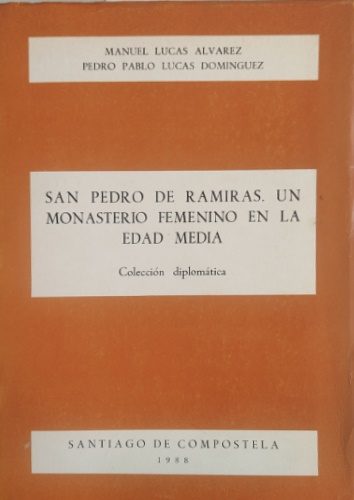 MANUEL LUCAS ALVAREZ
PEDRO PABLO LUCAS DOMINGUEZ
SAN PEDRO DE RAMIRAS. UN
MONASTERIO FEMENINO EN LA
EDAD MEDIA
Colección diplomática
SANTIAGO DE COMPOSTELA
1988